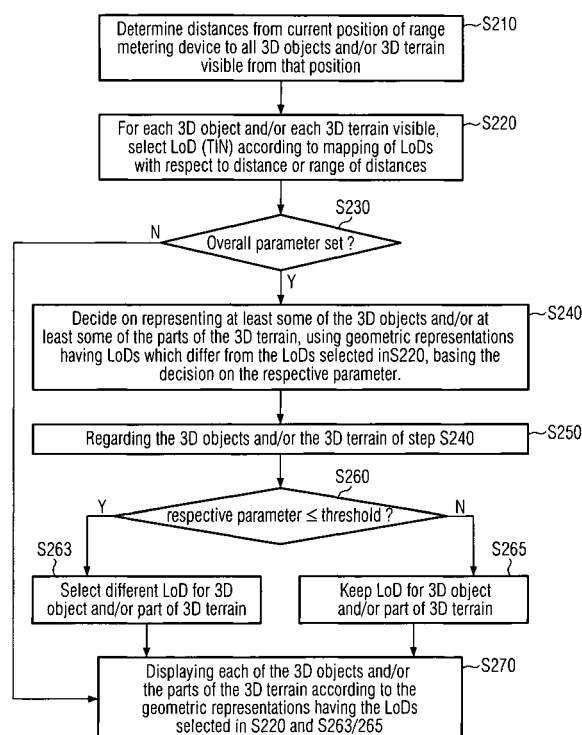 Determine distances from current position of range
metering device to all 3D objects and/or 3D terrain
visible from that position
S210
For each 3D object and/or each 3D terrain visible,
select LoD (TiN) according to mapping of LoDs
with respect to distance or range of distances
S220
S230
N
Overall parameter set ?
Y
Decide on representing at least some of the 3D objects and/or at
least some of the parts of the 3D terrain, using geometric representations
having LoDs which differ from the LoDs selected inS220, basing the
decision on the respective parameter.
S240
Regarding the 3D objects and/or the 3D terrain of step S240
S250
S260
Y
respective parameter ≤ threshold ?
N
S263
Select different LoD for 3D
object and/or part of 3D terrain
S265
Keep LoD for 3D object
and/or part of 3D terrain
Displaying each of the 3D objects and/or
the parts of the 3D terrain according to the
geometric representations having the LoDs
selected in S220 and S263/265
S270